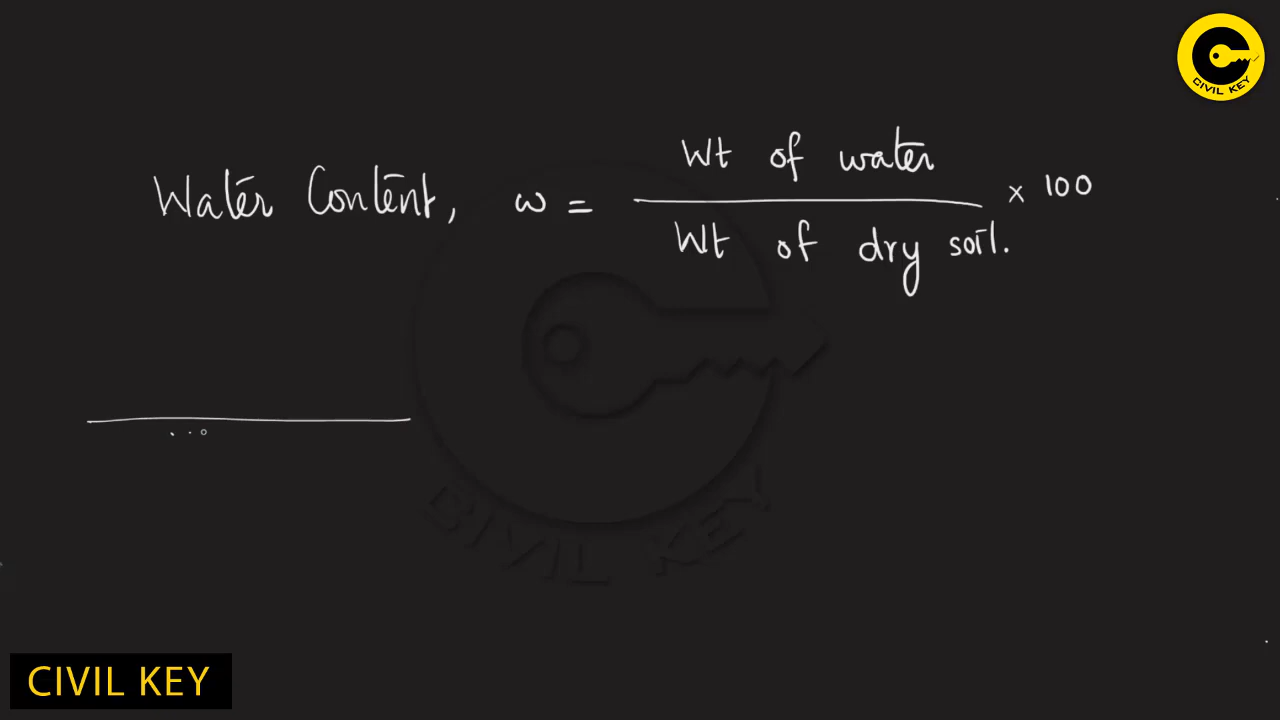 CIVIL KEY
Wt of water
Water Content, w = ———— × 100
Wt of dry soil.
CIVIL KEY
CIVIL KEY